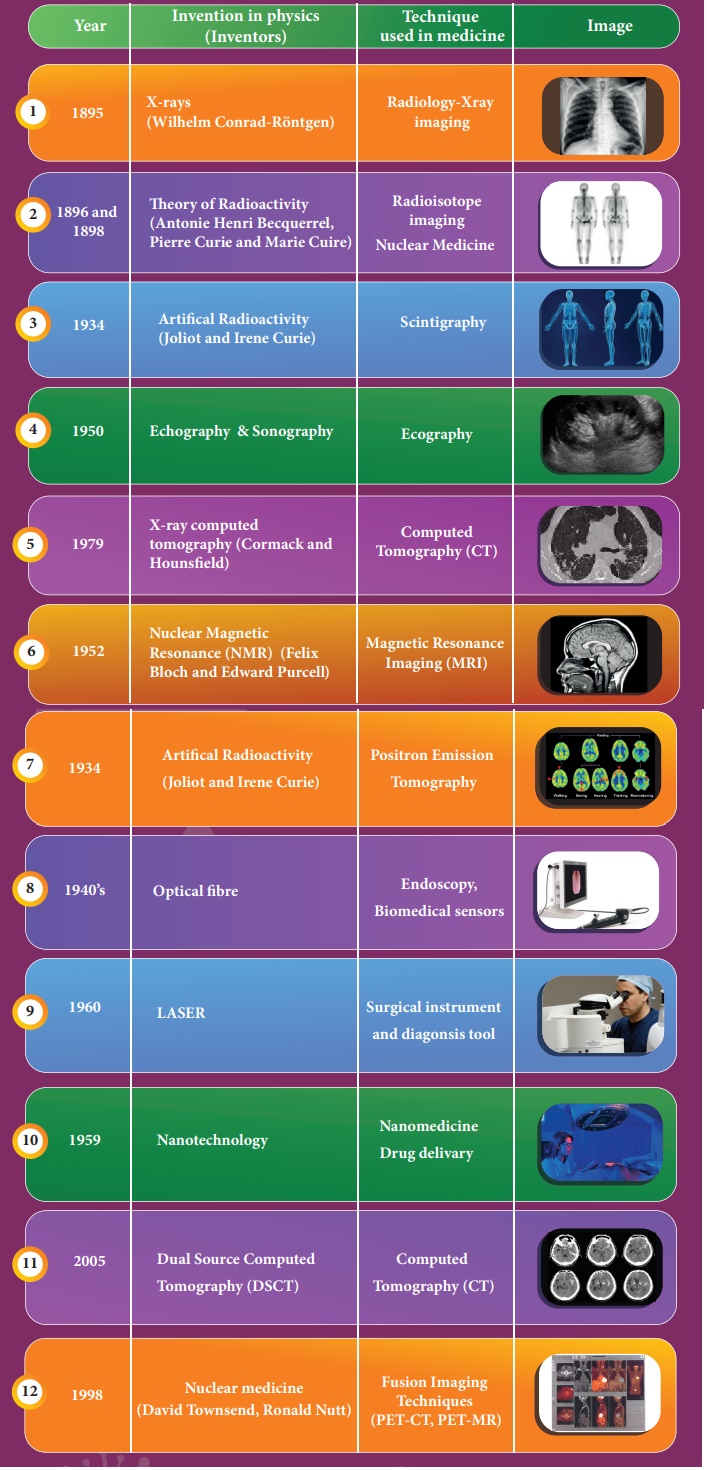 Year
Invention in physics
(Inventors)
Technique
used in medicine
Image
1
1895
X-rays
(Wilhelm Conrad-Röntgen)
Radiology-Xray
imaging
2
1896 and
1898
Theory of Radioactivity
(Antonie Henri Becquerrel,
Pierre Curie and Marie Cuire)
Radioisotope
imaging
Nuclear Medicine
3
1934
Artifical Radioactivity
(Joliot and Irene Curie)
Scintigraphy
4
1950
Echography & Sonography
Ecography
5
1979
X-ray computed
tomography (Cormack and
Hounsfield)
Computed
Tomography (CT)
6
1952
Nuclear Magnetic
Resonance (NMR) (Felix
Bloch and Edward Purcell)
Magnetic Resonance
Imaging (MRI)
7
1934
Artifical Radioactivity
(Joliot and Irene Curie)
Positron Emission
Tomography
Resting
Walking Seeing Hearing Thinking Remembering
8
1940’s
Optical fibre
Endoscopy,
Biomedical sensors
9
1960
LASER
Surgical instrument
and diagonsis tool
10
1959
Nanotechnology
Nanomedicine
Drug delivary
11
2005
Dual Source Computed
Tomography (DSCT)
Computed
Tomography (CT)
12
1998
Nuclear medicine
(David Townsend, Ronald Nutt)
Fusion Imaging
Techniques
(PET-CT, PET-MR)